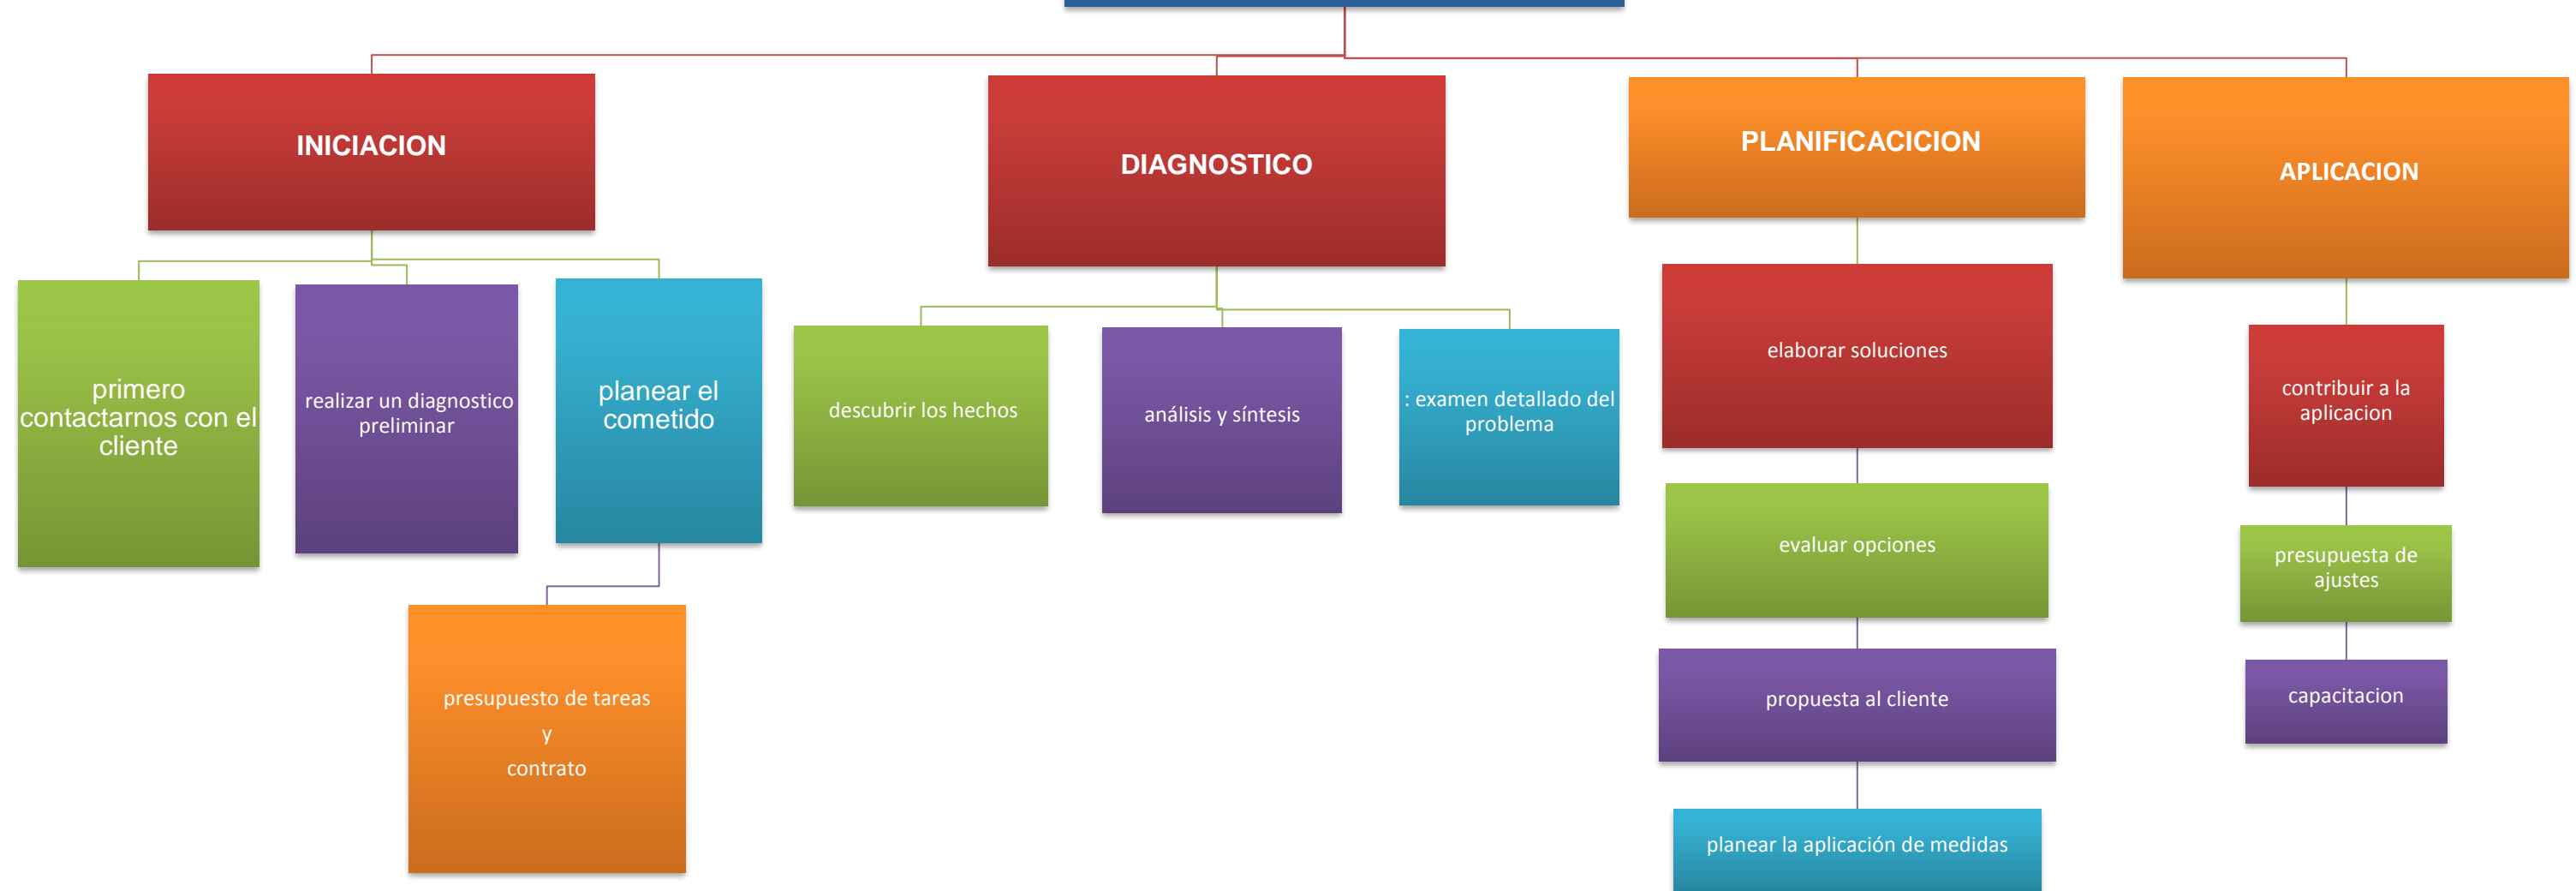 INICIACION
DIAGNOSTICO
PLANIFICACICION
APLICACION
primero
contactarnos con el
cliente
realizar un diagnostico
preliminar
planear el
cometido
presupuesto de tareas
y
contrato
descubrir los hechos
análisis y síntesis
: examen detallado del
problema
elaborar soluciones
evaluar opciones
propuesta al cliente
planear la aplicación de medidas
contribuir a la
aplicacion
presupuesta de
ajustes
capacitacion